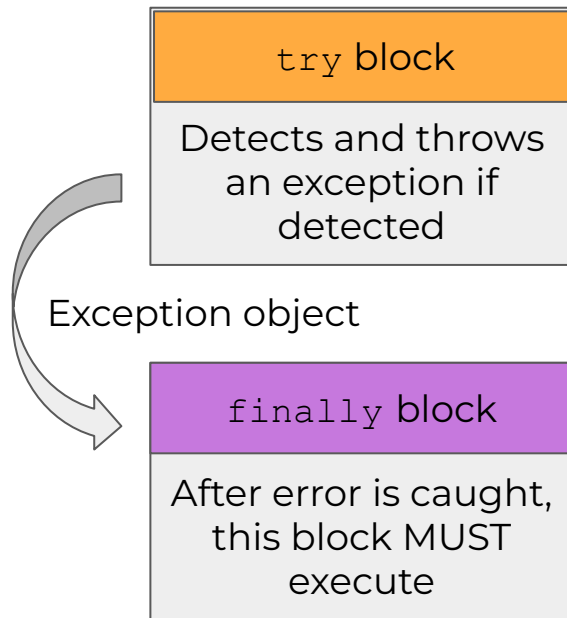 try block
Detects and throws
an exception if
detected
Exception object
finally block
After error is caught,
this block MUST
execute